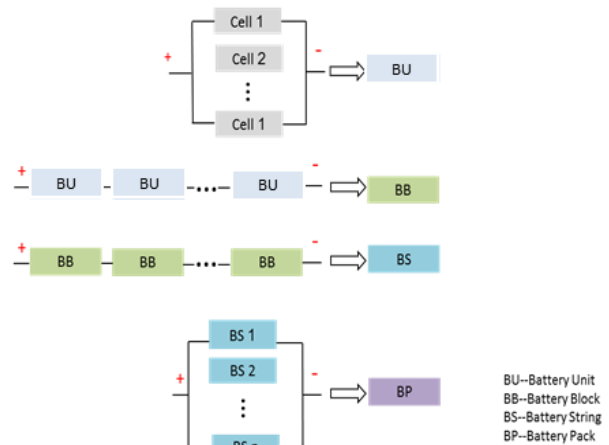 Cell 1
+ Cell 2 - BU
⋮
Cell 1
+ BU BU ... BU - BB
+ BB BB ... BB - BS
BS 1
+ BS 2 - BP
⋮
BU--Battery Unit
BB--Battery Block
BS--Battery String
BP--Battery Pack